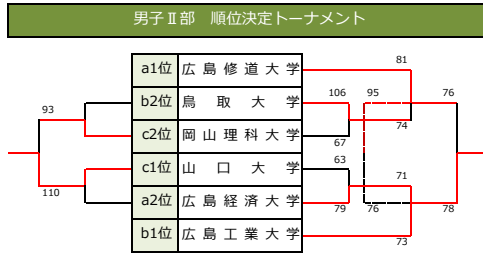 男子Ⅱ部　順位決定トーナメント
a1位 広島修道大学 81
b2位 鳥取大学 106 95 76
93
c2位 岡山理科大学 67 74
c1位 山口大学 63
110
a2位 広島経済大学 79 76 71 78
b1位 広島工業大学 73